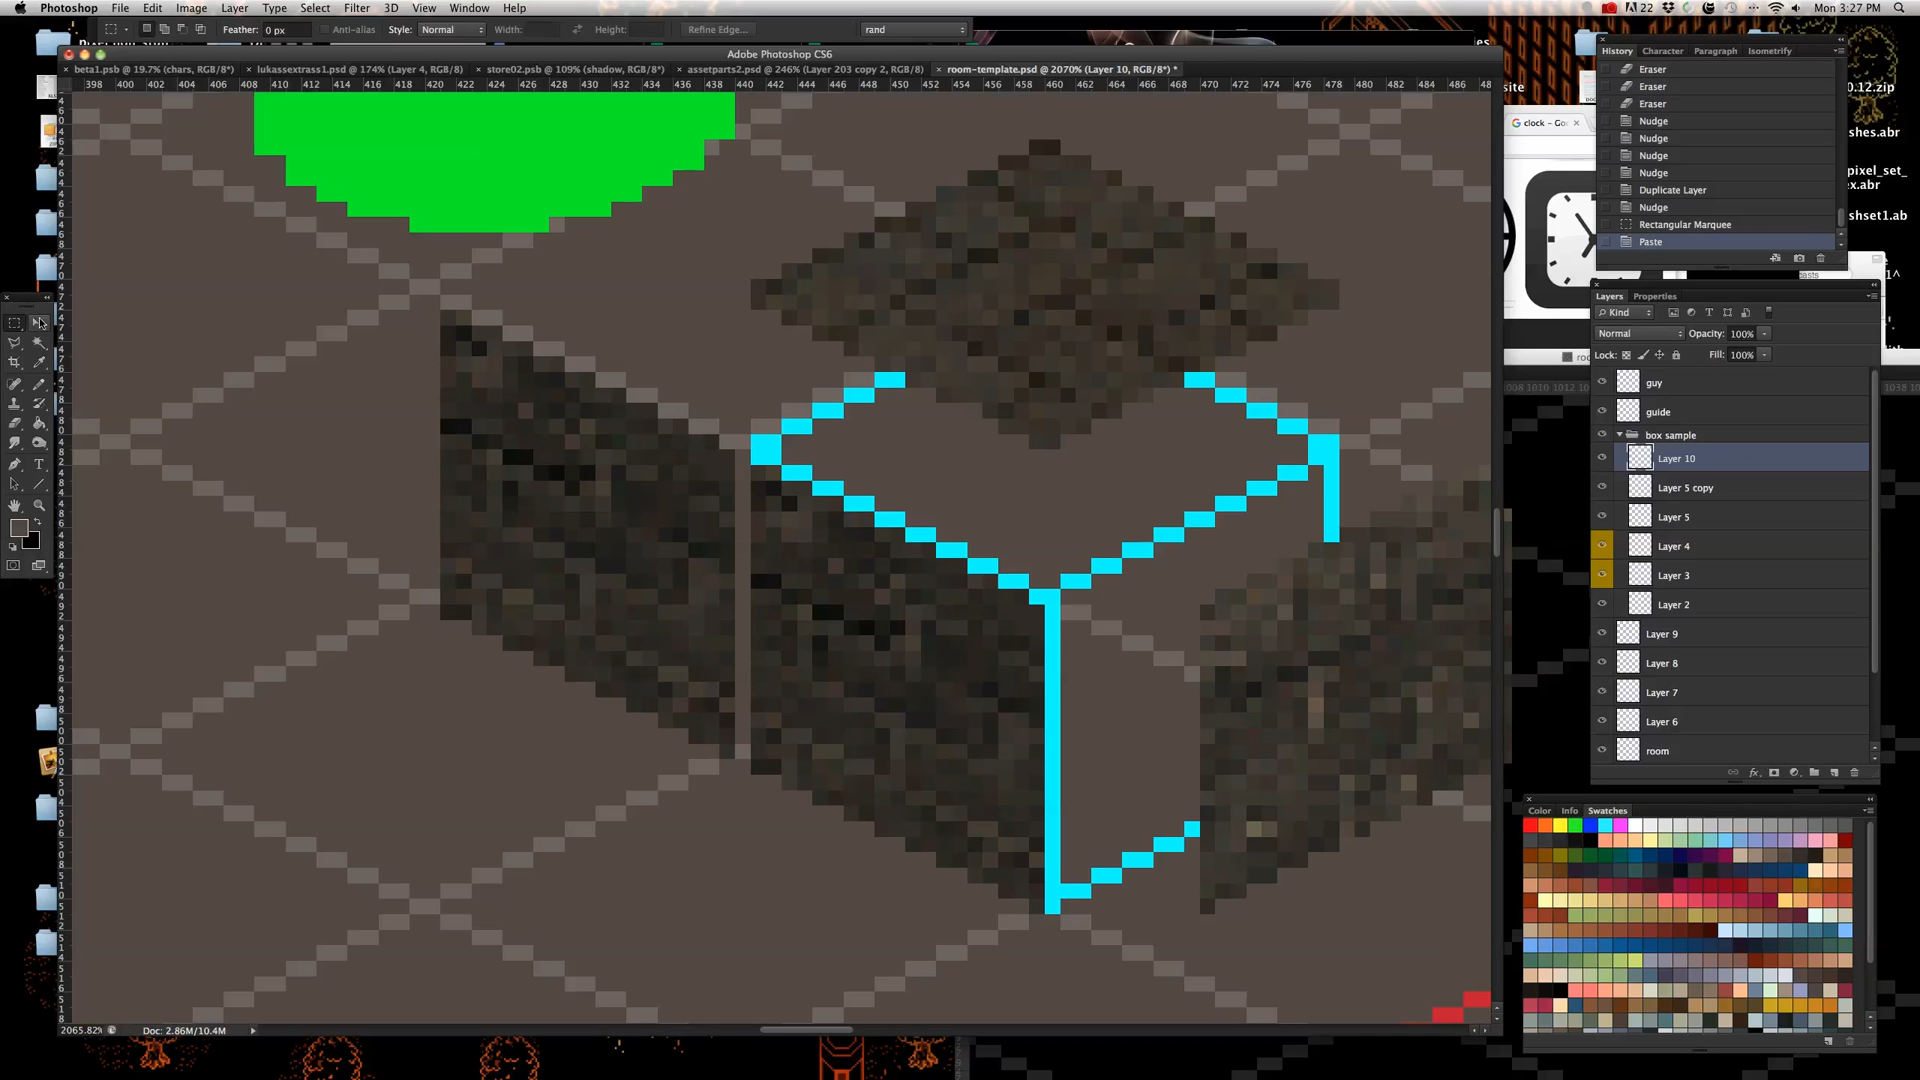 Photoshop File Edit Image Layer Type Select Filter 3D View Window Help
22 Mon 3:27 PM
Feather: 0 px Anti-alias Style: Normal Width: Height: Refine Edge... rand
Adobe Photoshop CS6
beta1.psb @ 19.7% (chars, RGB/8*) lukassextrass1.psd @ 174% (Layer 4, RGB/8) store02.psb @ 109% (shadow, RGB/8*) assetparts2.psd @ 246% (Layer 203 copy 2, RGB/8) room-template.psd @ 2070% (Layer 10, RGB/8*) *
398 400 402 404 406 408 410 412 414 416 418 420 422 424 426 428 430 432 434 436 438 440 442 444 446 448 450 452 454 456 458 460 462 464 466 468 470 472 474 476 478 480 482 484 486
History Character Paragraph Isometrify
Eraser
Eraser
Eraser
Nudge
Nudge
Nudge
Nudge
Duplicate Layer
Nudge
Rectangular Marquee
Paste
site
clock – Goo
0.12.zip
shes.abr
pixel_set_
ex.abr
shset1.ab
Layers Properties
Kind
Normal Opacity: 100%
Lock: Fill: 100%
guy
guide
box sample
Layer 10
Layer 5 copy
Layer 5
Layer 4
Layer 3
Layer 2
Layer 9
Layer 8
Layer 7
Layer 6
room
fx
1008 1010 1012
1038 103
Color Info Swatches
2065.82% Doc: 2.86M/10.4M